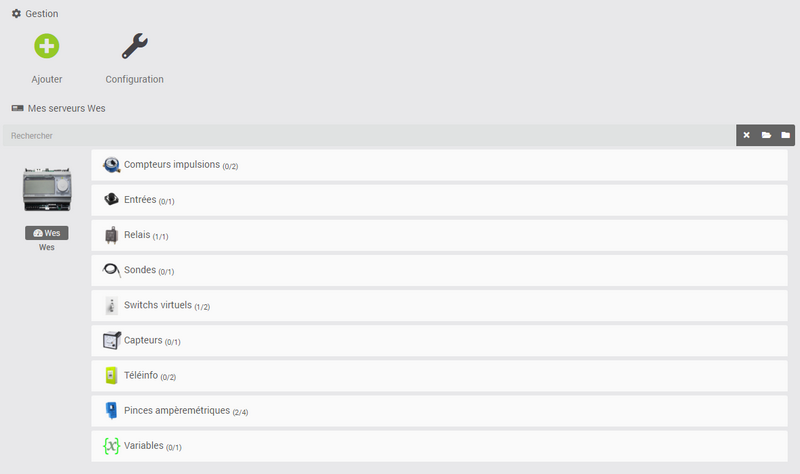 Gestion
Ajouter
Configuration
Mes serveurs Wes
Rechercher
Compteurs impulsions (0/2)
Entrées (0/1)
Relais (1/1)
Wes
Wes
Sondes (0/1)
Switchs virtuels (1/2)
Capteurs (0/1)
Téléinfo (0/2)
Pinces ampèremétriques (2/4)
Variables (0/1)